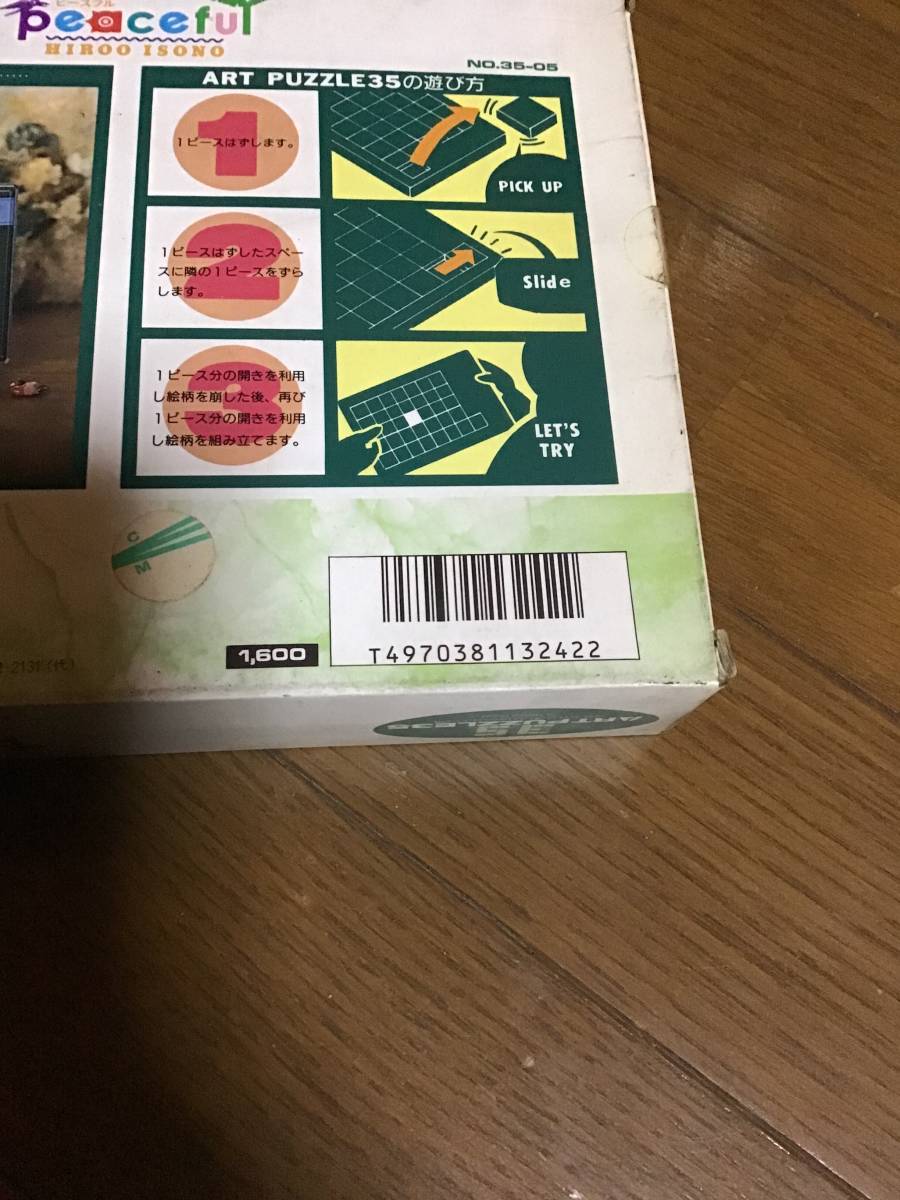 ピースフル
peaceful
HIROO ISONO
NO.35-05
ART PUZZLE35の遊び方
1
1ピースはずします。
PICK UP
2
1ピースはずしたスペー
スに隣の1ピースをずら
します。
Slide
3
1ピース分の開きを利用
し絵柄を崩した後、再び
1ピース分の開きを利用
し絵柄を組み立てます。
LET'S
TRY
C
M
2131(代)
1,600
T4970381132422
ART PUZZLE35